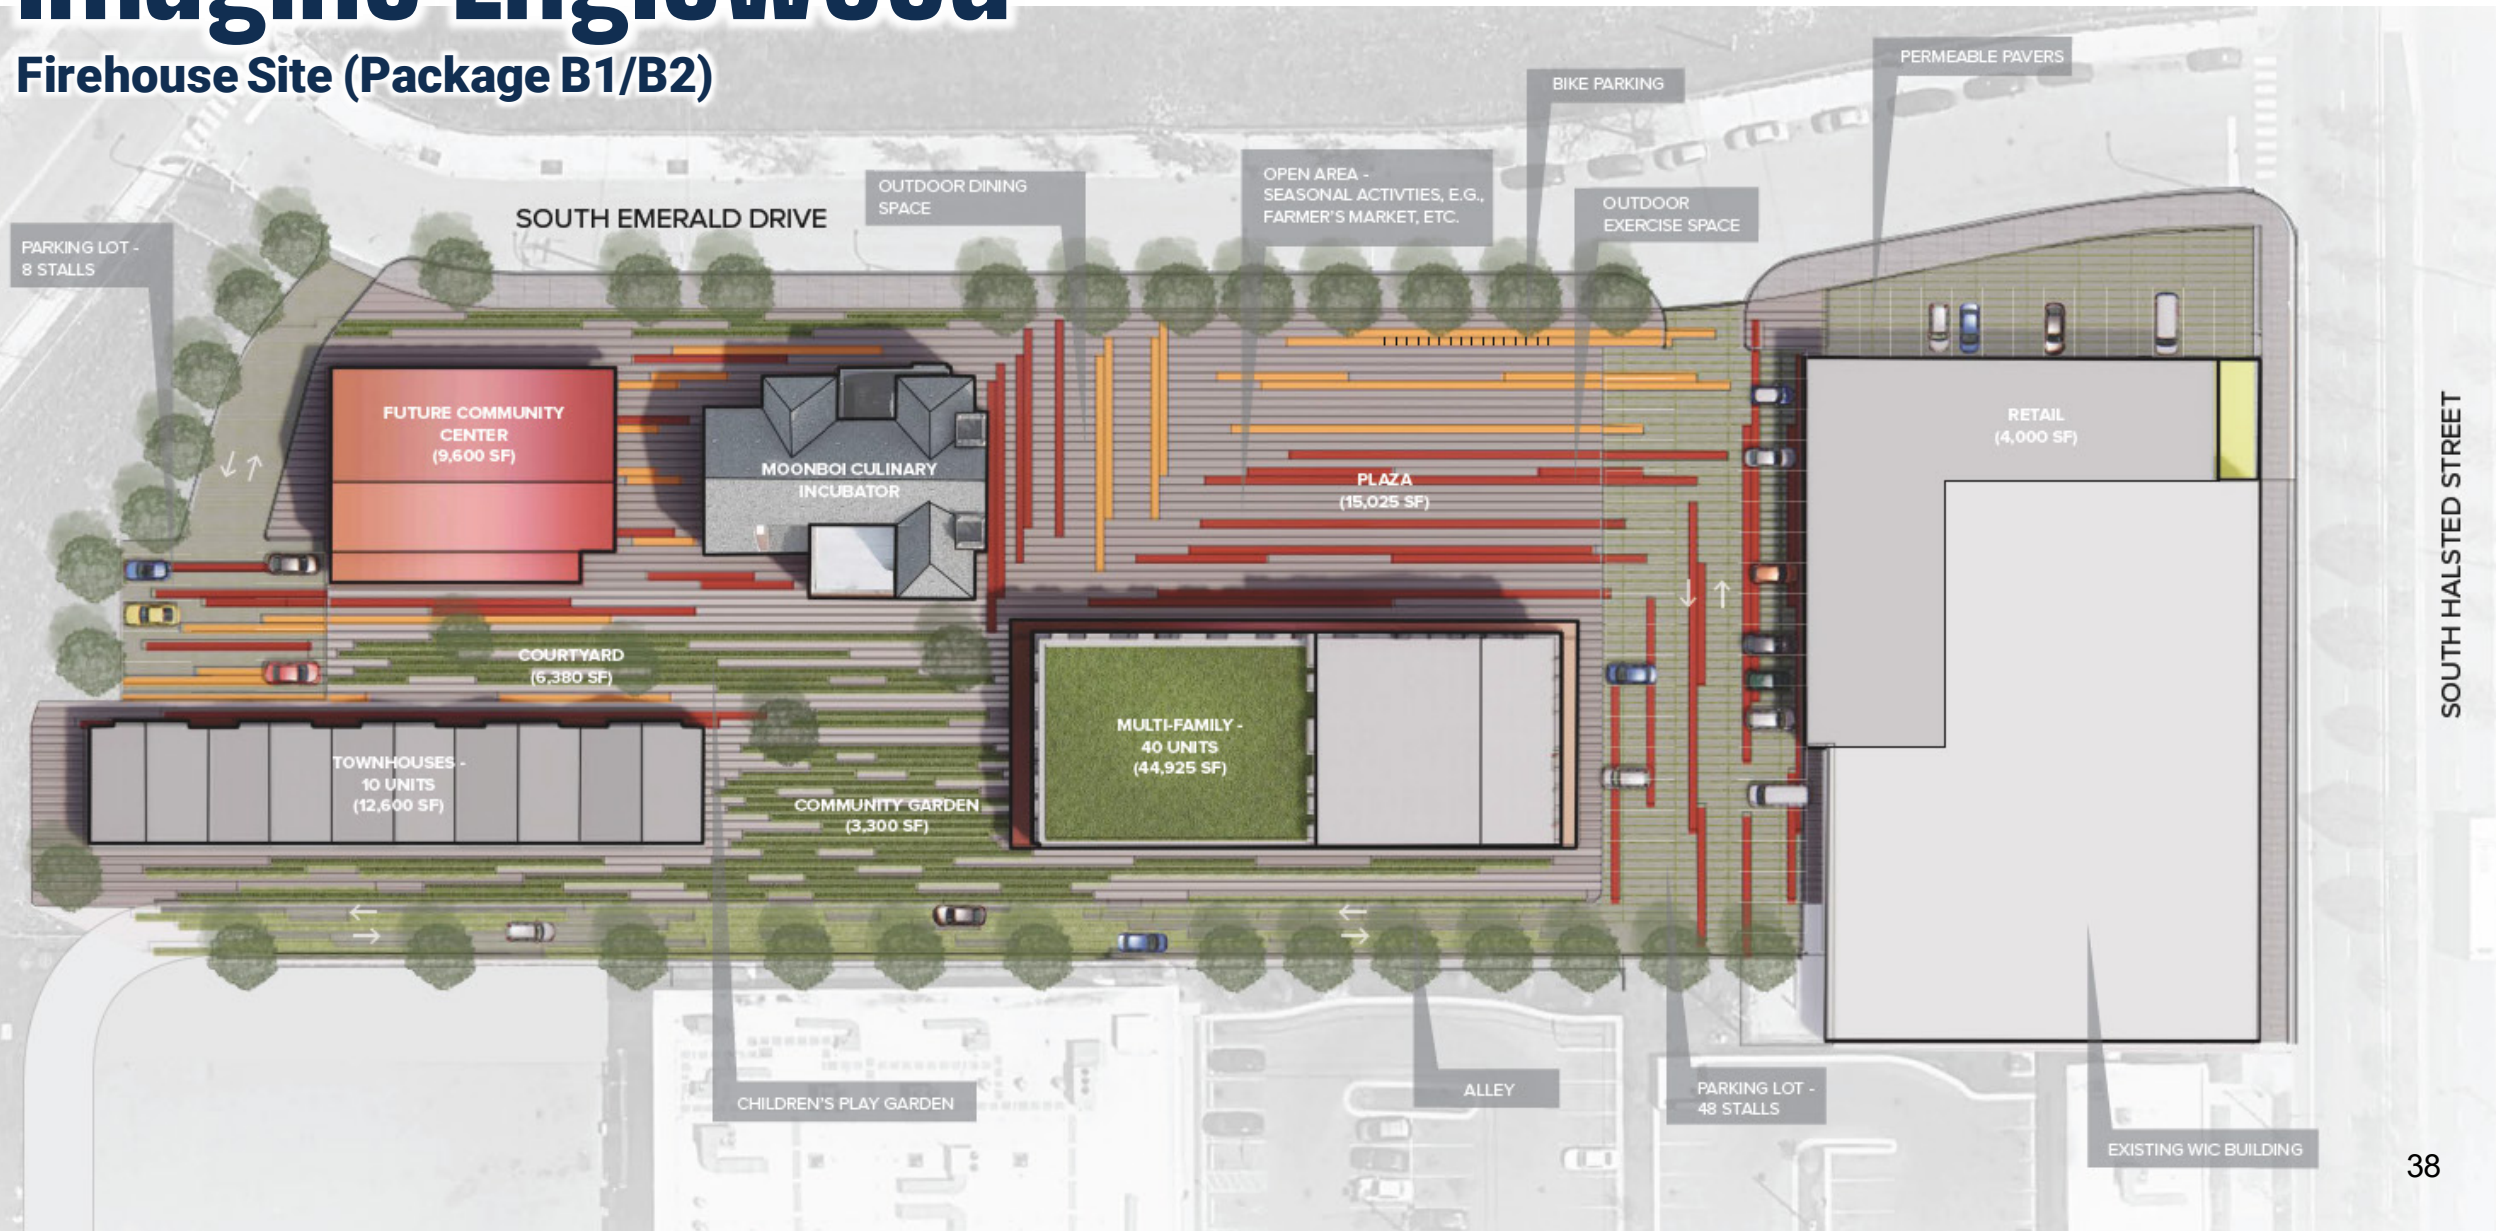 Imagine Englewood
Firehouse Site (Package B1/B2)
PERMEABLE PAVERS
BIKE PARKING
OPEN AREA -
SEASONAL ACTIVTIES, E.G.,
FARMER'S MARKET, ETC.
OUTDOOR DINING
SPACE
OUTDOOR
EXERCISE SPACE
SOUTH EMERALD DRIVE
PARKING LOT -
8 STALLS
FUTURE COMMUNITY
CENTER
(9,600 SF)
MOONBOI CULINARY
INCUBATOR
PLAZA
(15,025 SF)
RETAIL
(4,000 SF)
SOUTH HALSTED STREET
COURTYARD
(6,380 SF)
TOWNHOUSES -
10 UNITS
(12,600 SF)
COMMUNITY GARDEN
(3,300 SF)
MULTI-FAMILY -
40 UNITS
(44,925 SF)
CHILDREN'S PLAY GARDEN
ALLEY
PARKING LOT -
48 STALLS
EXISTING WIC BUILDING
38